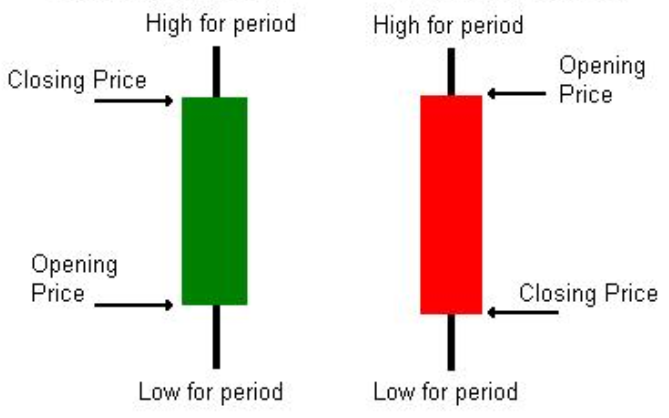 High for period
High for period
Closing Price
Opening
Price
Opening
Price
Closing Price
Low for period
Low for period